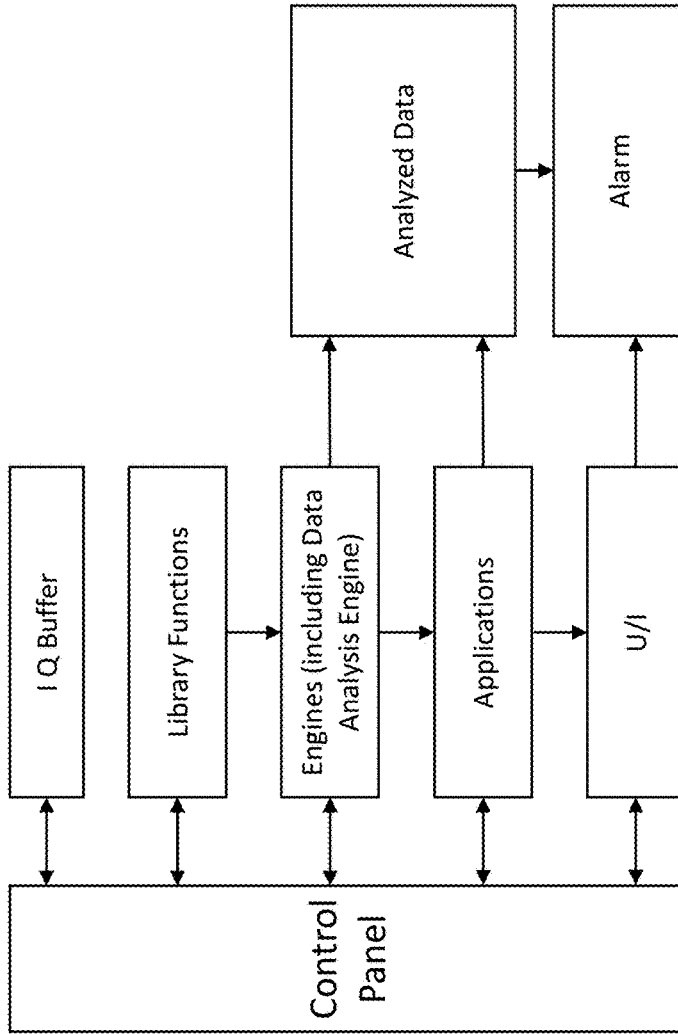 Control
Panel
I Q Buffer
Library Functions
Engines (including Data
Analysis Engine)
Applications
U/I
Analyzed Data
Alarm